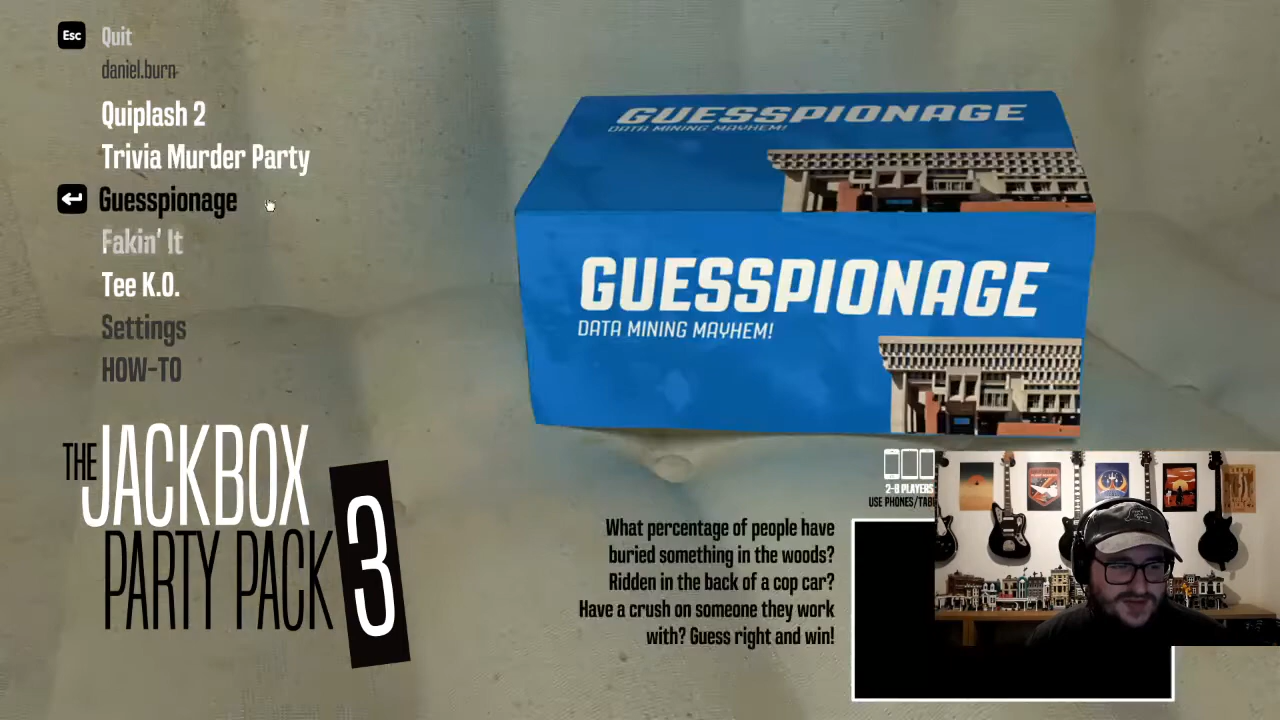 Esc Quit
daniel.burn
Quiplash 2
Trivia Murder Party
Guesspionage
Fakin' It
Tee K.O.
Settings
HOW-TO
THE JACKBOX
PARTY PACK 3
GUESSPIONAGE
DATA MINING MAYHEM!
GUESSPIONAGE
DATA MINING MAYHEM!
2-8 PLAYERS
USE PHONES/TABL
What percentage of people have
buried something in the woods?
Ridden in the back of a cop car?
Have a crush on someone they work
with? Guess right and win!